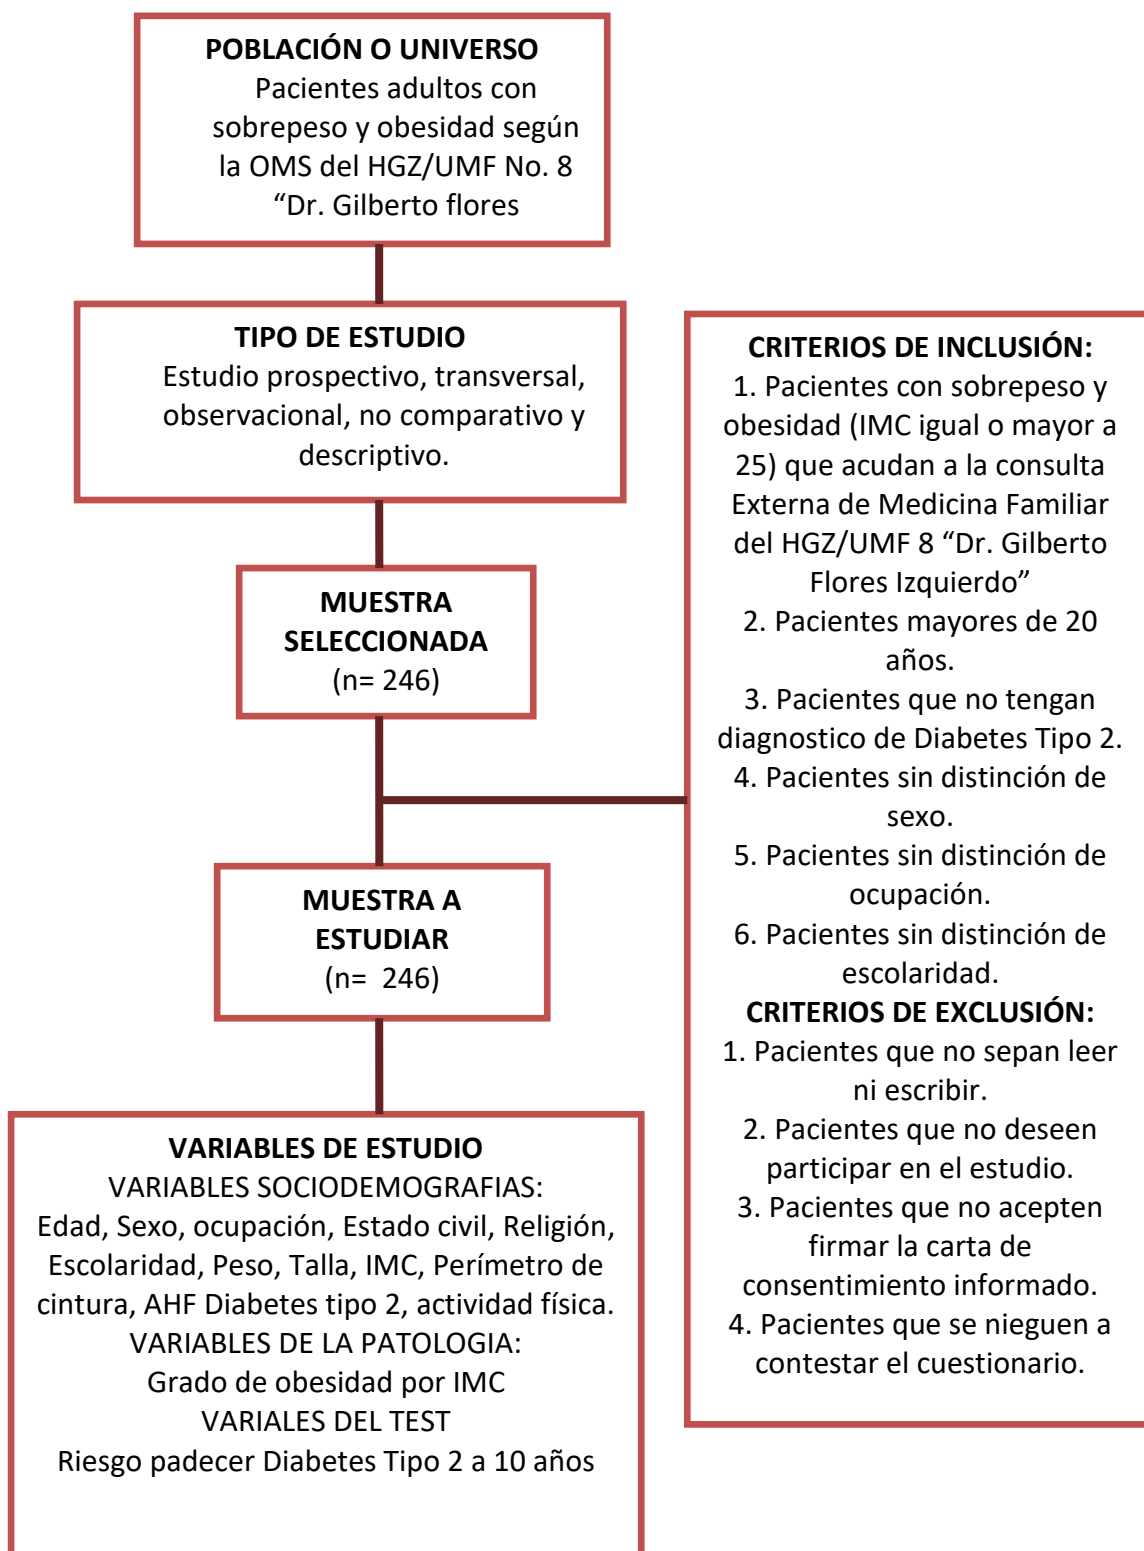 POBLACIÓN O UNIVERSO
Pacientes adultos con
sobrepeso y obesidad según
la OMS del HGZ/UMF No. 8
“Dr. Gilberto flores
TIPO DE ESTUDIO
Estudio prospectivo, transversal,
observacional, no comparativo y
descriptivo.
MUESTRA
SELECCIONADA
(n= 246)
MUESTRA A
ESTUDIAR
(n=  246)
VARIABLES DE ESTUDIO
VARIABLES SOCIODEMOGRAFIAS:
Edad, Sexo, ocupación, Estado civil, Religión,
Escolaridad, Peso, Talla, IMC, Perímetro de
cintura, AHF Diabetes tipo 2, actividad física.
VARIABLES DE LA PATOLOGIA:
Grado de obesidad por IMC
VARIALES DEL TEST
Riesgo padecer Diabetes Tipo 2 a 10 años
CRITERIOS DE INCLUSIÓN:
1. Pacientes con sobrepeso y
obesidad (IMC igual o mayor a
25) que acudan a la consulta
Externa de Medicina Familiar
del HGZ/UMF 8 “Dr. Gilberto
Flores Izquierdo”
2. Pacientes mayores de 20
años.
3. Pacientes que no tengan
diagnostico de Diabetes Tipo 2.
4. Pacientes sin distinción de
sexo.
5. Pacientes sin distinción de
ocupación.
6. Pacientes sin distinción de
escolaridad.
CRITERIOS DE EXCLUSIÓN:
1. Pacientes que no sepan leer
ni escribir.
2. Pacientes que no deseen
participar en el estudio.
3. Pacientes que no acepten
firmar la carta de
consentimiento informado.
4. Pacientes que se nieguen a
contestar el cuestionario.